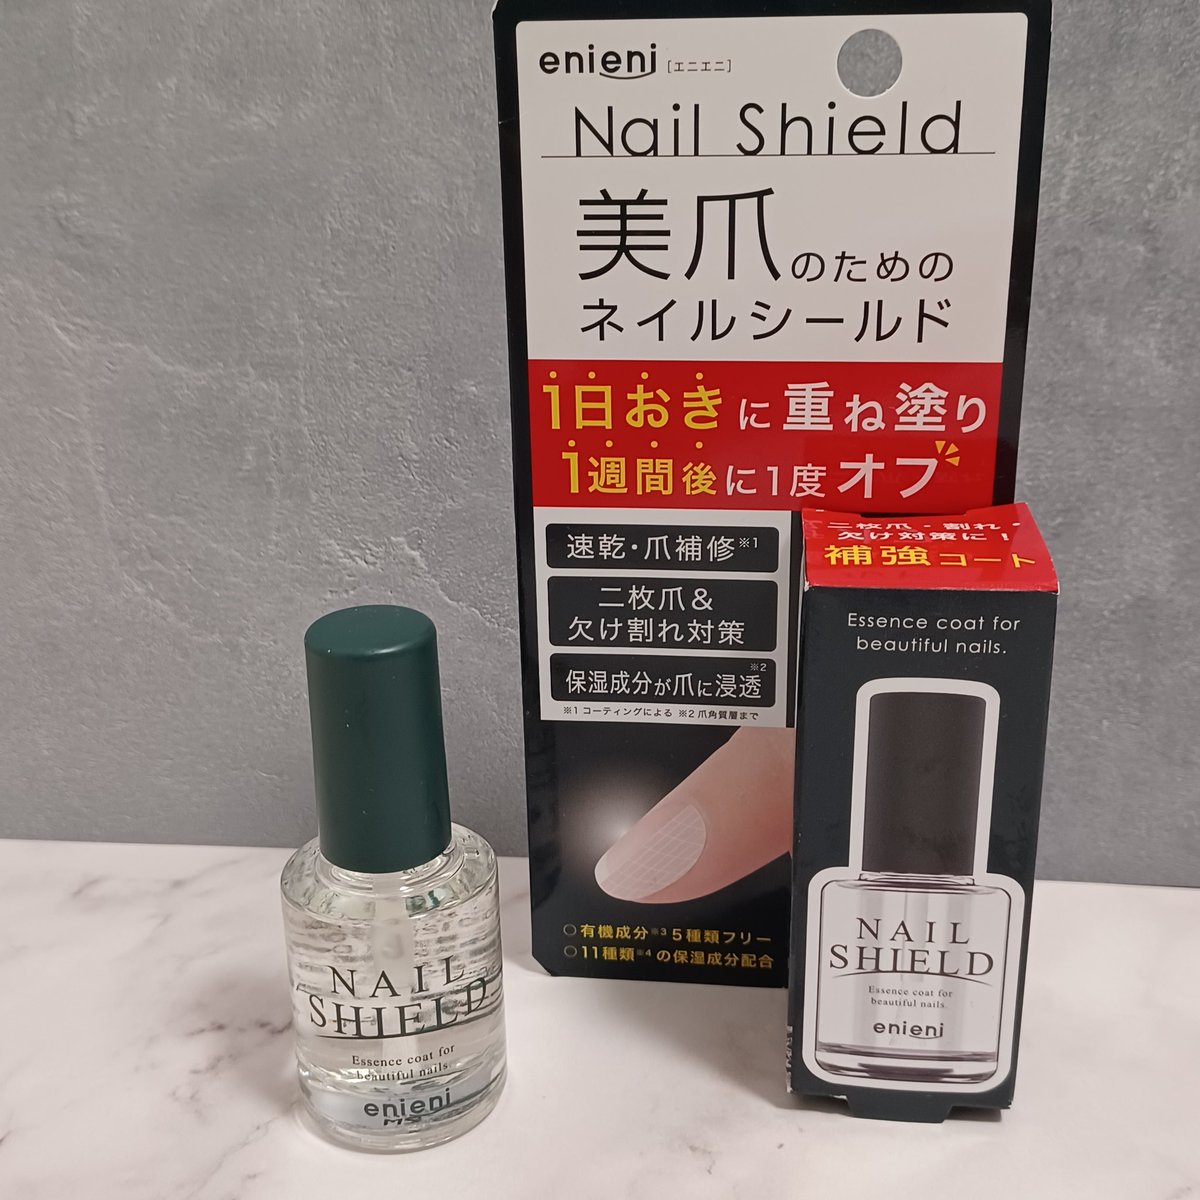 enieni [エニエニ]
Nail Shield
美爪のための
ネイルシールド
1日おきに重ね塗り
1週間後に1度オフ
速乾・爪補修※1
二枚爪&
欠け割れ対策
保湿成分が爪に浸透※2
※1 コーティングによる ※2 爪角質層まで
○有機成分※3 5種類フリー
○11種類※4の保湿成分配合
二枚爪・割れ・
欠け対策に!
補強コート
Essence coat for
beautiful nails.
NAIL
SHIELD
Essence coat for
beautiful nails.
enieni
NAIL
SHIELD
Essence coat for
beautiful nails.
enieni